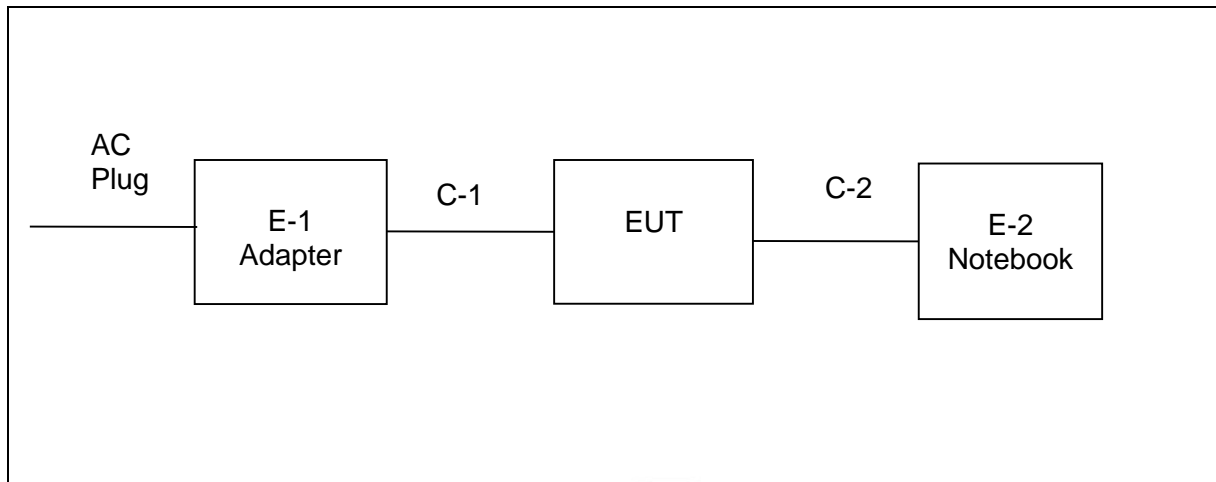 AC
Plug
E-1
Adapter
C-1
EUT
C-2
E-2
Notebook